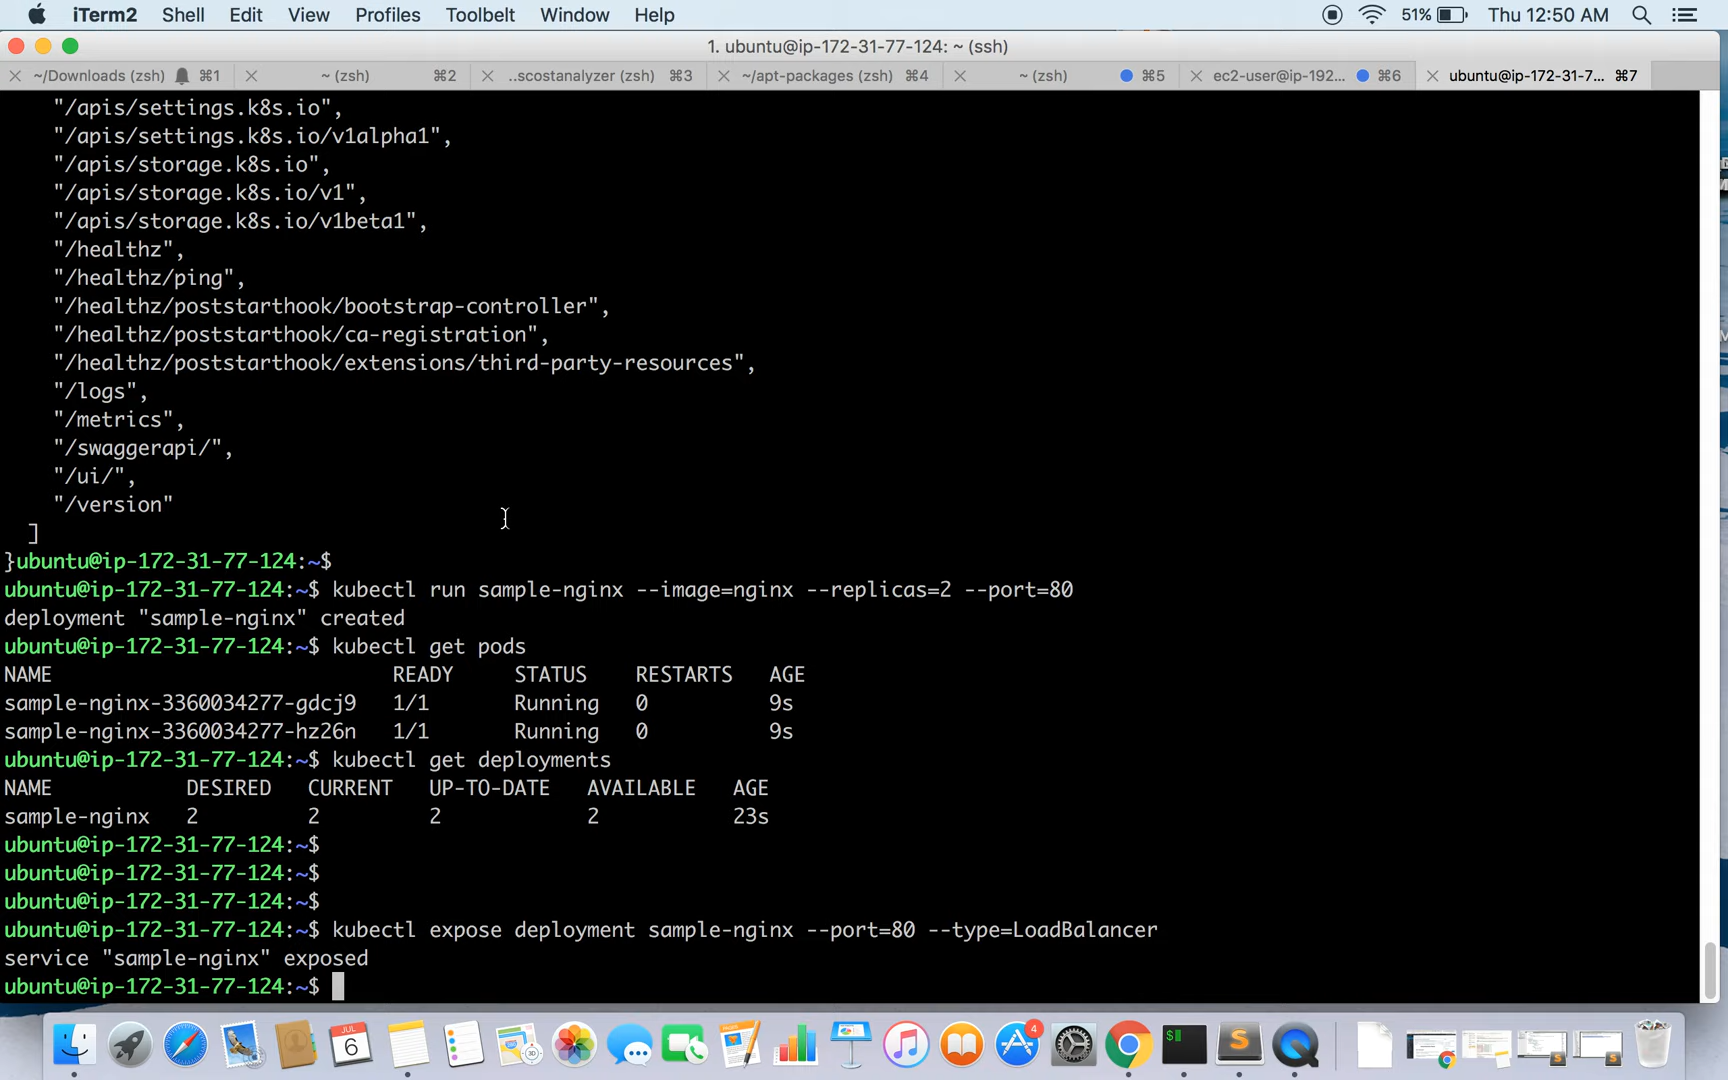 iTerm2 Shell Edit View Profiles Toolbelt Window Help 51% Thu 12:50 AM
1. ubuntu@ip-172-31-77-124: ~ (ssh)
~/Downloads (zsh) ⌘1 ~ (zsh) ⌘2 ..scostanalyzer (zsh) ⌘3 ~/apt-packages (zsh) ⌘4 ~ (zsh) ⌘5 ec2-user@ip-192... ⌘6 ubuntu@ip-172-31-7... ⌘7
"/apis/settings.k8s.io",
"/apis/settings.k8s.io/v1alpha1",
"/apis/storage.k8s.io",
"/apis/storage.k8s.io/v1",
"/apis/storage.k8s.io/v1beta1",
"/healthz",
"/healthz/ping",
"/healthz/poststarthook/bootstrap-controller",
"/healthz/poststarthook/ca-registration",
"/healthz/poststarthook/extensions/third-party-resources",
"/logs",
"/metrics",
"/swaggerapi/",
"/ui/",
"/version"
]
}ubuntu@ip-172-31-77-124:~$
ubuntu@ip-172-31-77-124:~$ kubectl run sample-nginx --image=nginx --replicas=2 --port=80
deployment "sample-nginx" created
ubuntu@ip-172-31-77-124:~$ kubectl get pods
NAME READY STATUS RESTARTS AGE
sample-nginx-3360034277-gdcj9 1/1 Running 0 9s
sample-nginx-3360034277-hz26n 1/1 Running 0 9s
ubuntu@ip-172-31-77-124:~$ kubectl get deployments
NAME DESIRED CURRENT UP-TO-DATE AVAILABLE AGE
sample-nginx 2 2 2 2 23s
ubuntu@ip-172-31-77-124:~$
ubuntu@ip-172-31-77-124:~$
ubuntu@ip-172-31-77-124:~$
ubuntu@ip-172-31-77-124:~$ kubectl expose deployment sample-nginx --port=80 --type=LoadBalancer
service "sample-nginx" exposed
ubuntu@ip-172-31-77-124:~$
JUL
6
4
$
S